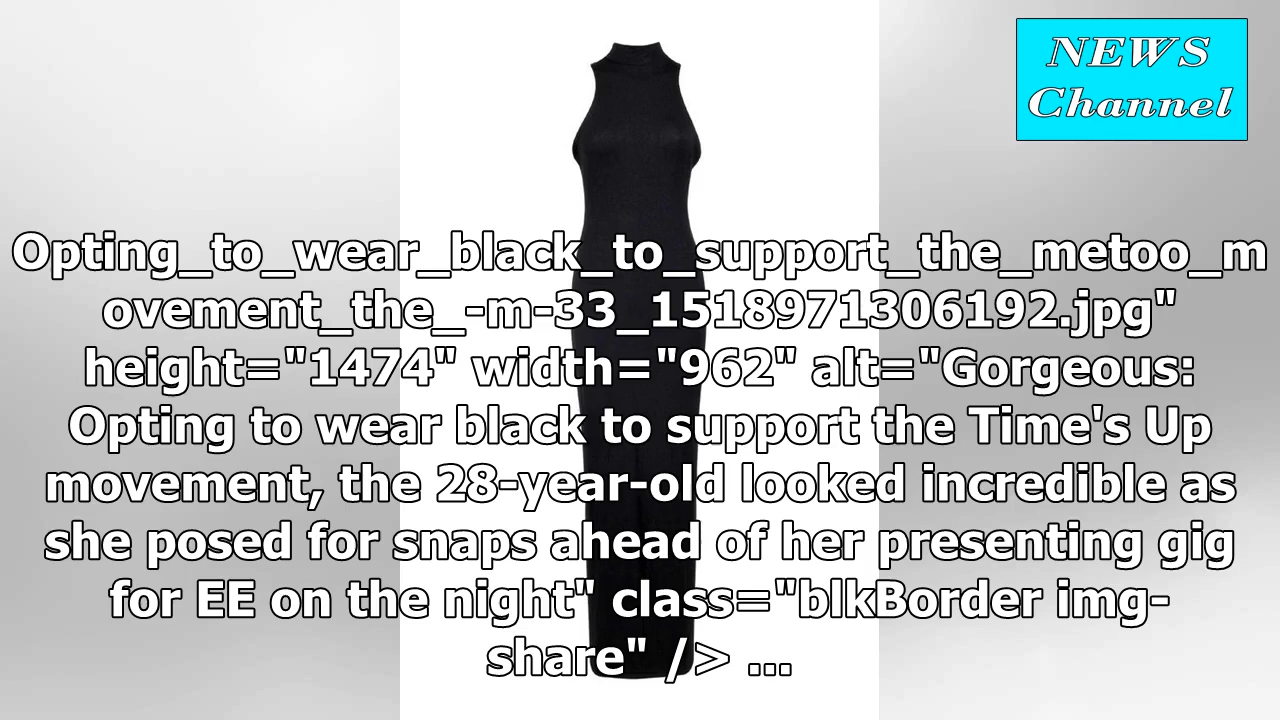 NEWS
Channel
Opting_to_wear_black_to_support_the_metoo_m
ovement_the_-m-33_1518971306192.jpg"
height="1474" width="962" alt="Gorgeous:
Opting to wear black to support the Time's Up
movement, the 28-year-old looked incredible as
she posed for snaps ahead of her presenting gig
for EE on the night" class="blkBorder img-
share" /> ...